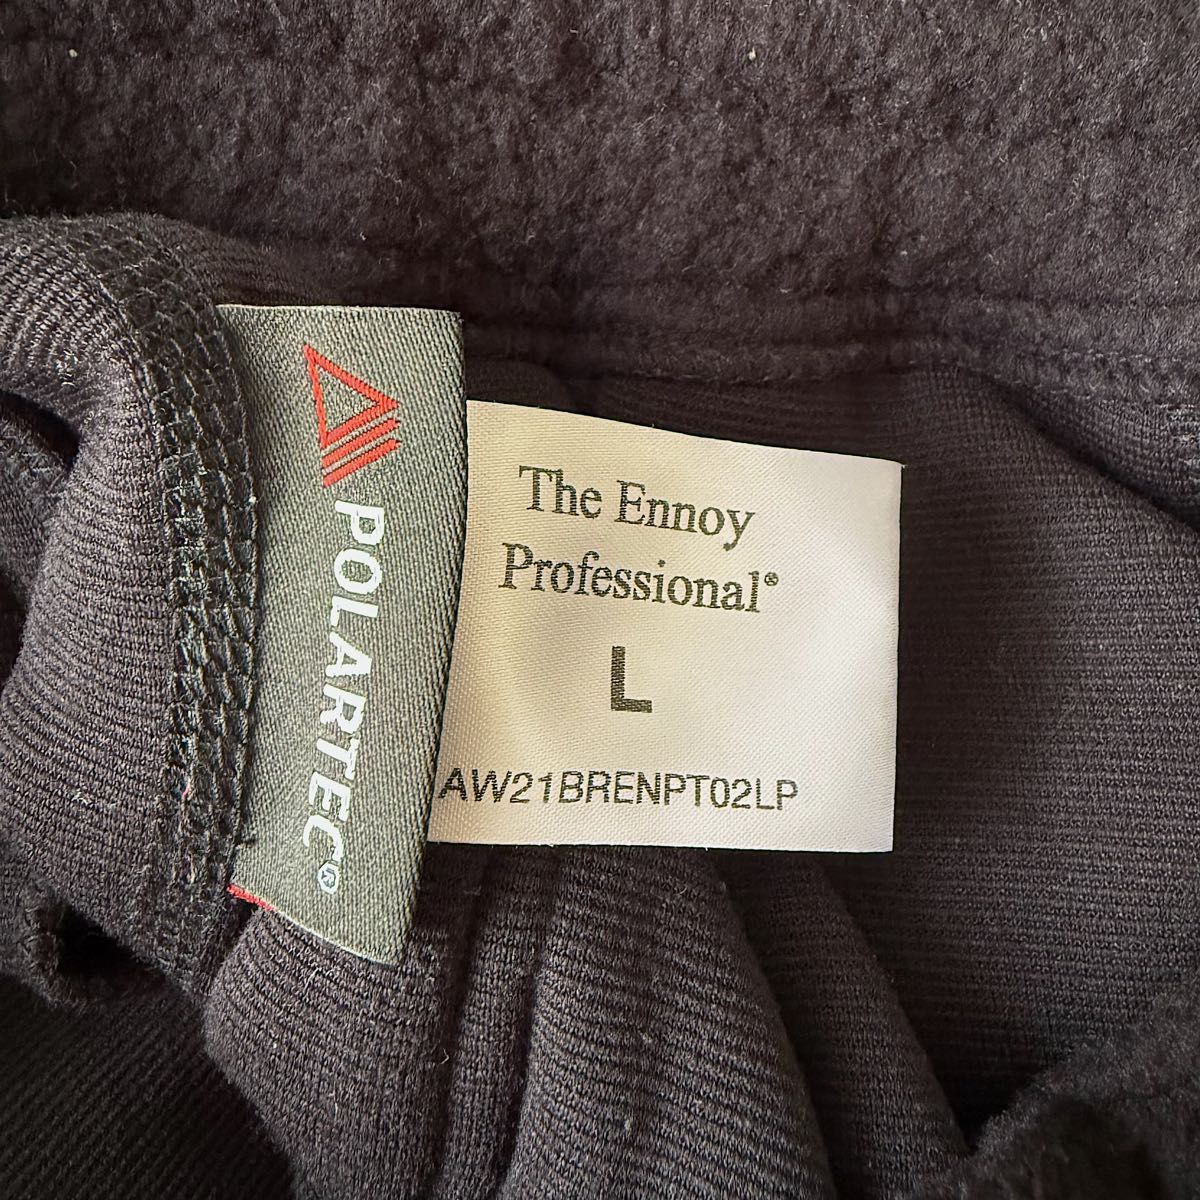 POLARTEC®
The Ennoy
Professional®
L
AW21BRENPT02LP